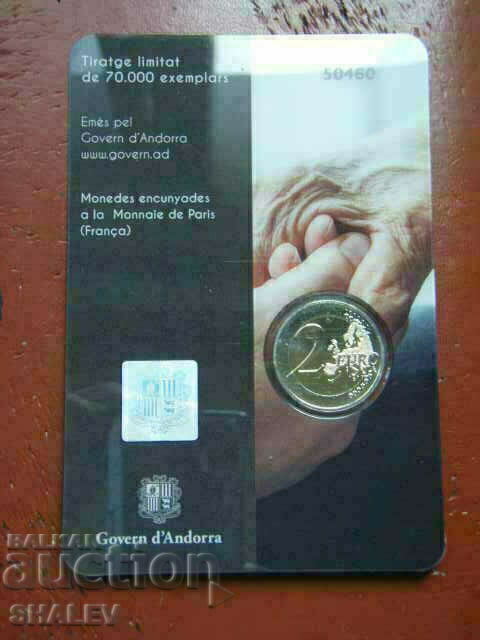 Tiratge limitat
de 70.000 exemplars
50460
Emès pel
Govern d'Andorra
www.govern.ad
Monedes encunyades
a la Monnaie de Paris
(França)
2 EURO
Govern d'Andorra
BALKAN
auction
SHALEV